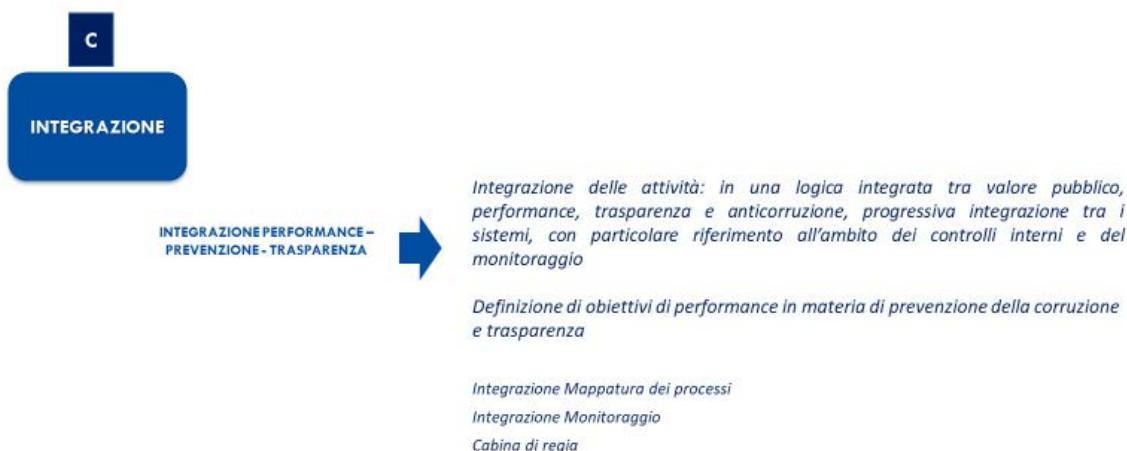 C
INTEGRAZIONE
INTEGRAZIONE PERFORMANCE –
PREVENZIONE - TRASPARENZA
Integrazione delle attività: in una logica integrata tra valore pubblico,
performance, trasparenza e anticorruzione, progressiva integrazione tra i
sistemi, con particolare riferimento all'ambito dei controlli interni e del
monitoraggio
Definizione di obiettivi di performance in materia di prevenzione della corruzione
e trasparenza
Integrazione Mappatura dei processi
Integrazione Monitoraggio
Cabina di regia